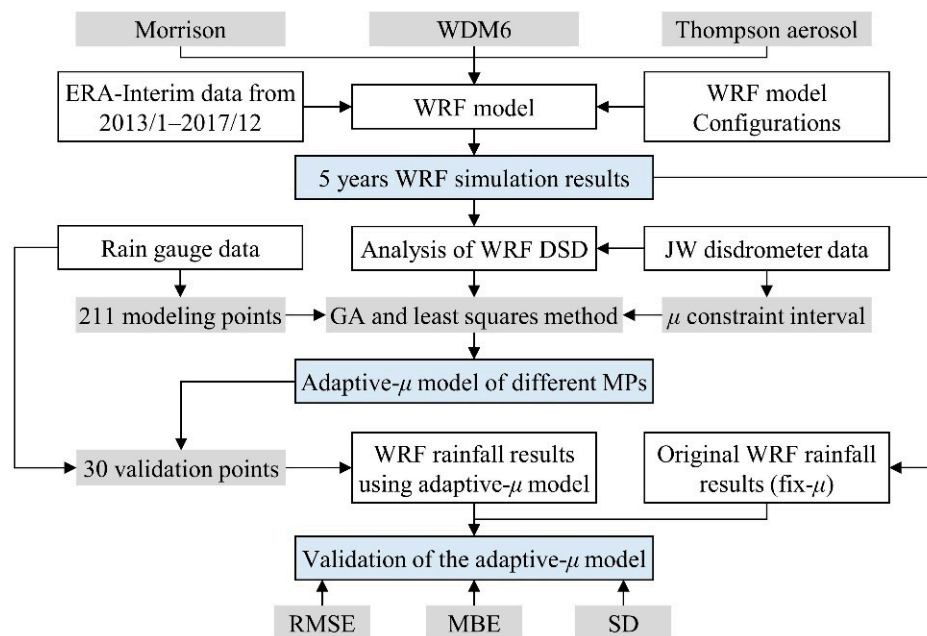 Morrison
WDM6
Thompson aerosol
ERA-Interim data from
2013/1–2017/12
WRF model
WRF model
Configurations
5 years WRF simulation results
Rain gauge data
Analysis of WRF DSD
JW disdrometer data
211 modeling points
GA and least squares method
μ constraint interval
Adaptive-μ model of different MPs
30 validation points
WRF rainfall results
using adaptive-μ model
Original WRF rainfall
results (fix-μ)
Validation of the adaptive-μ model
RMSE
MBE
SD